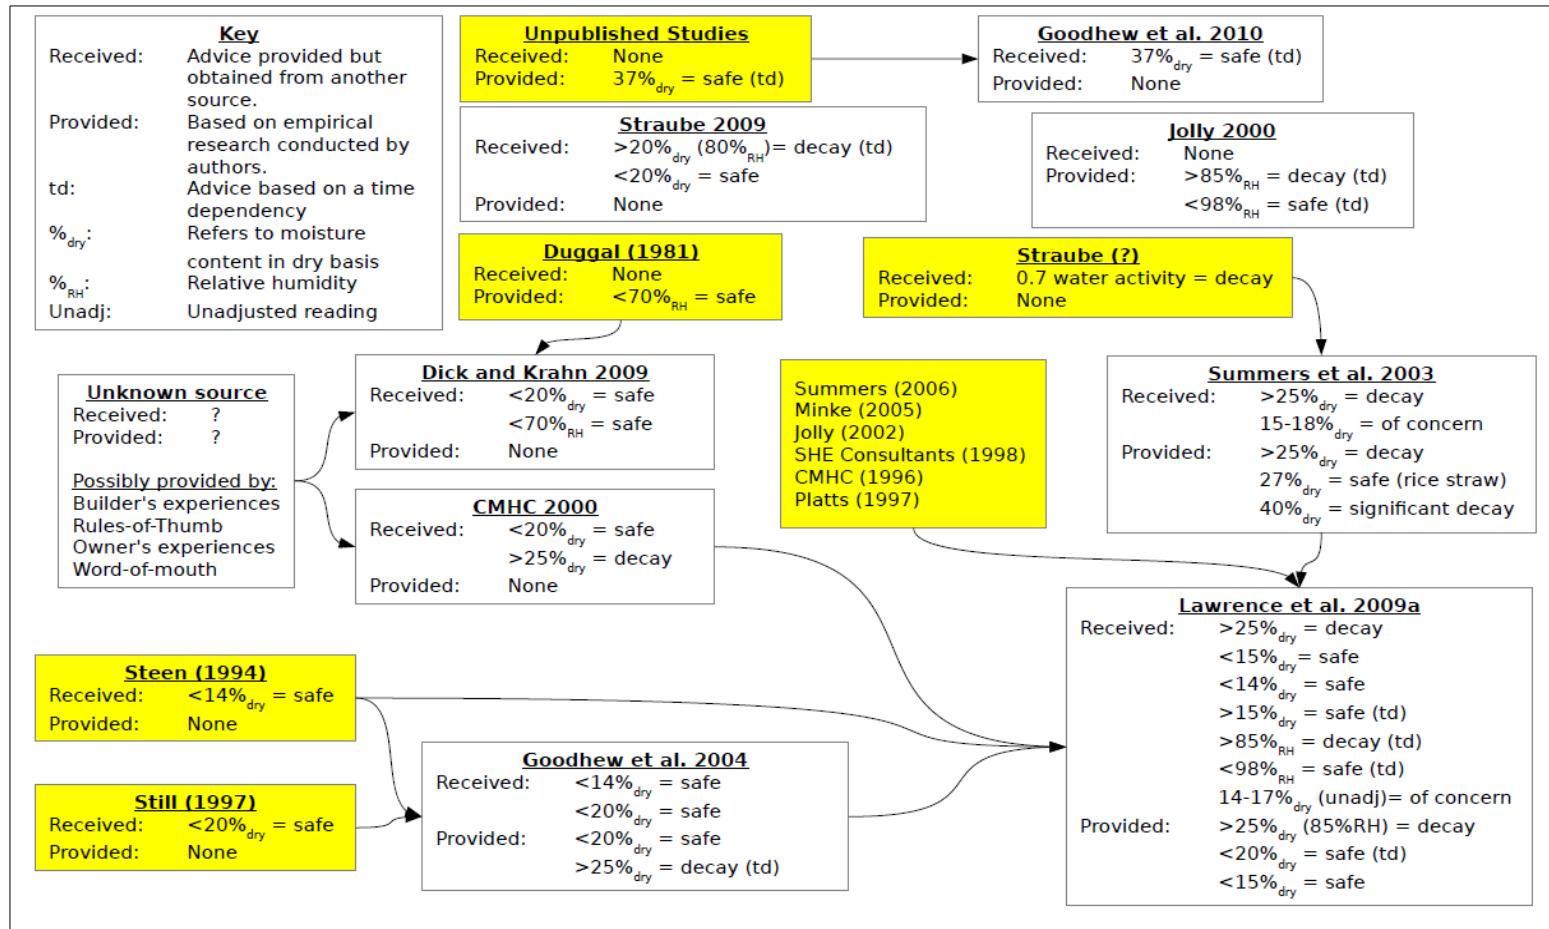 Key
Received: Advice provided but
obtained from another
source.
Provided: Based on empirical
research conducted by
authors.
td: Advice based on a time
dependency
%dry: Refers to moisture
content in dry basis
%RH: Relative humidity
Unadj: Unadjusted reading
Unpublished Studies
Received: None
Provided: 37%dry = safe (td)
Goodhew et al. 2010
Received: 37%dry = safe (td)
Provided: None
Straube 2009
Received: >20%dry (80%RH)= decay (td)
<20%dry = safe
Provided: None
Jolly 2000
Received: None
Provided: >85%RH = decay (td)
<98%RH = safe (td)
Duggal (1981)
Received: None
Provided: <70%RH = safe
Straube (?)
Received: 0.7 water activity = decay
Provided: None
Unknown source
Received: ?
Provided: ?
Possibly provided by:
Builder's experiences
Rules-of-Thumb
Owner's experiences
Word-of-mouth
Dick and Krahn 2009
Received: <20%dry = safe
<70%RH = safe
Provided: None
Summers (2006)
Minke (2005)
Jolly (2002)
SHE Consultants (1998)
CMHC (1996)
Platts (1997)
Summers et al. 2003
Received: >25%dry = decay
15-18%dry = of concern
Provided: >25%dry = decay
27%dry = safe (rice straw)
40%dry = significant decay
CMHC 2000
Received: <20%dry = safe
>25%dry = decay
Provided: None
Steen (1994)
Received: <14%dry = safe
Provided: None
Still (1997)
Received: <20%dry = safe
Provided: None
Goodhew et al. 2004
Received: <14%dry = safe
<20%dry = safe
Provided: <20%dry = safe
>25%dry = decay (td)
Lawrence et al. 2009a
Received: >25%dry = decay
<15%dry = safe
<14%dry = safe
>15%dry = safe (td)
>85%RH = decay (td)
<98%RH = safe (td)
14-17%dry (unadj)= of concern
Provided: >25%dry (85%RH) = decay
<20%dry = safe (td)
<15%dry = safe